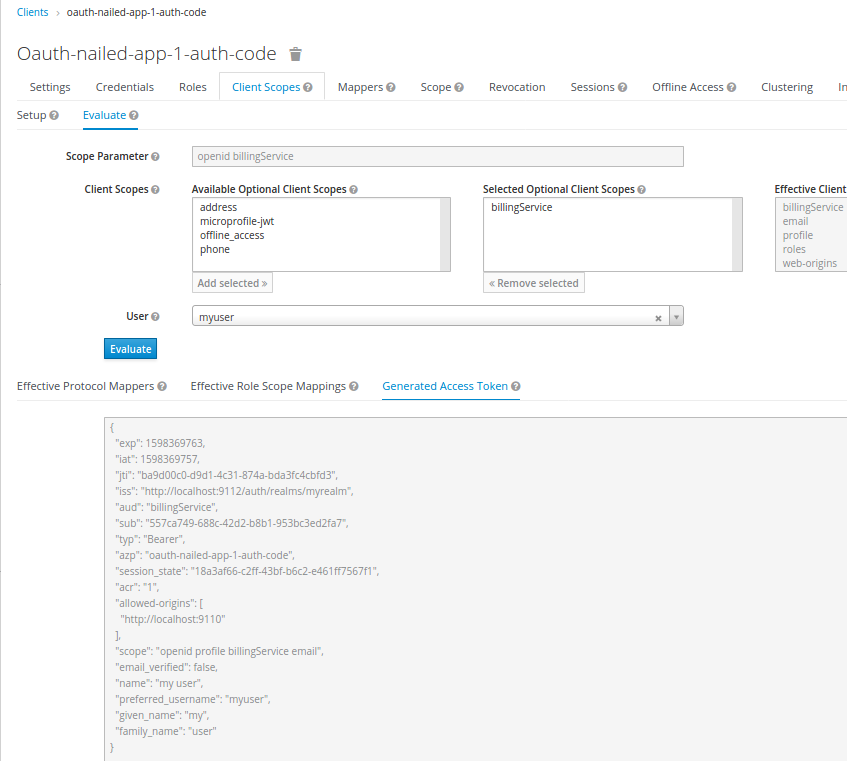 Clients › oauth-nailed-app-1-auth-code
Oauth-nailed-app-1-auth-code
Settings Credentials Roles Client Scopes Mappers Scope Revocation Sessions Offline Access Clustering In
Setup Evaluate
Scope Parameter openid billingService
Client Scopes Available Optional Client Scopes Selected Optional Client Scopes Effective Client
address billingService billingService
microprofile-jwt email
offline_access profile
phone roles
web-origins
Add selected » « Remove selected
User myuser
Evaluate
Effective Protocol Mappers Effective Role Scope Mappings Generated Access Token
{
"exp": 1598369763,
"iat": 1598369757,
"jti": "ba9d00c0-d9d1-4c31-874a-bda3fc4cbfd3",
"iss": "http://localhost:9112/auth/realms/myrealm",
"aud": "billingService",
"sub": "557ca749-688c-42d2-b8b1-953bc3ed2fa7",
"typ": "Bearer",
"azp": "oauth-nailed-app-1-auth-code",
"session_state": "18a3af66-c2ff-43bf-b6c2-e461ff7567f1",
"acr": "1",
"allowed-origins": [
"http://localhost:9110"
],
"scope": "openid profile billingService email",
"email_verified": false,
"name": "my user",
"preferred_username": "myuser",
"given_name": "my",
"family_name": "user"
}